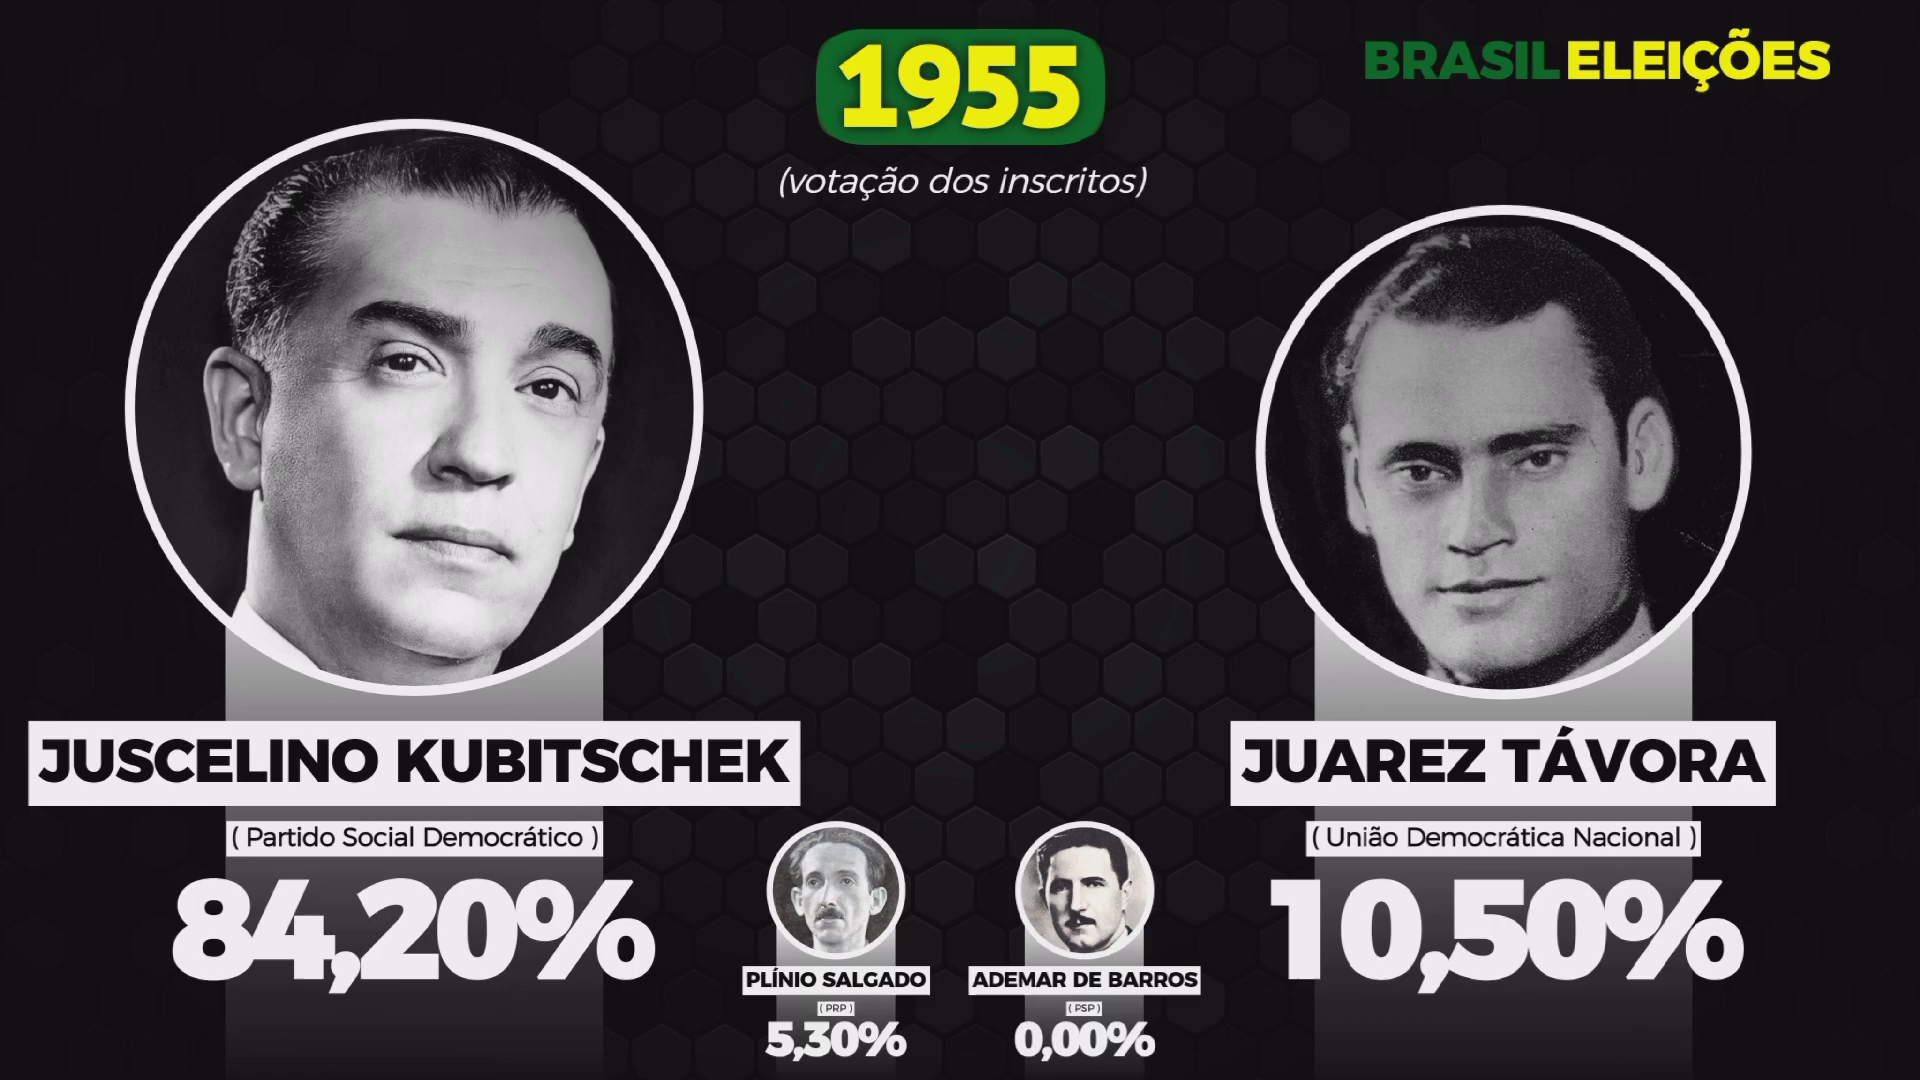 1955
BRASIL ELEIÇÕES
(votação dos inscritos)
JUSCELINO KUBITSCHEK
( Partido Social Democrático )
84,20%
PLÍNIO SALGADO
( PRP )
5,30%
ADEMAR DE BARROS
( PSP )
0,00%
JUAREZ TÁVORA
( União Democrática Nacional )
10,50%